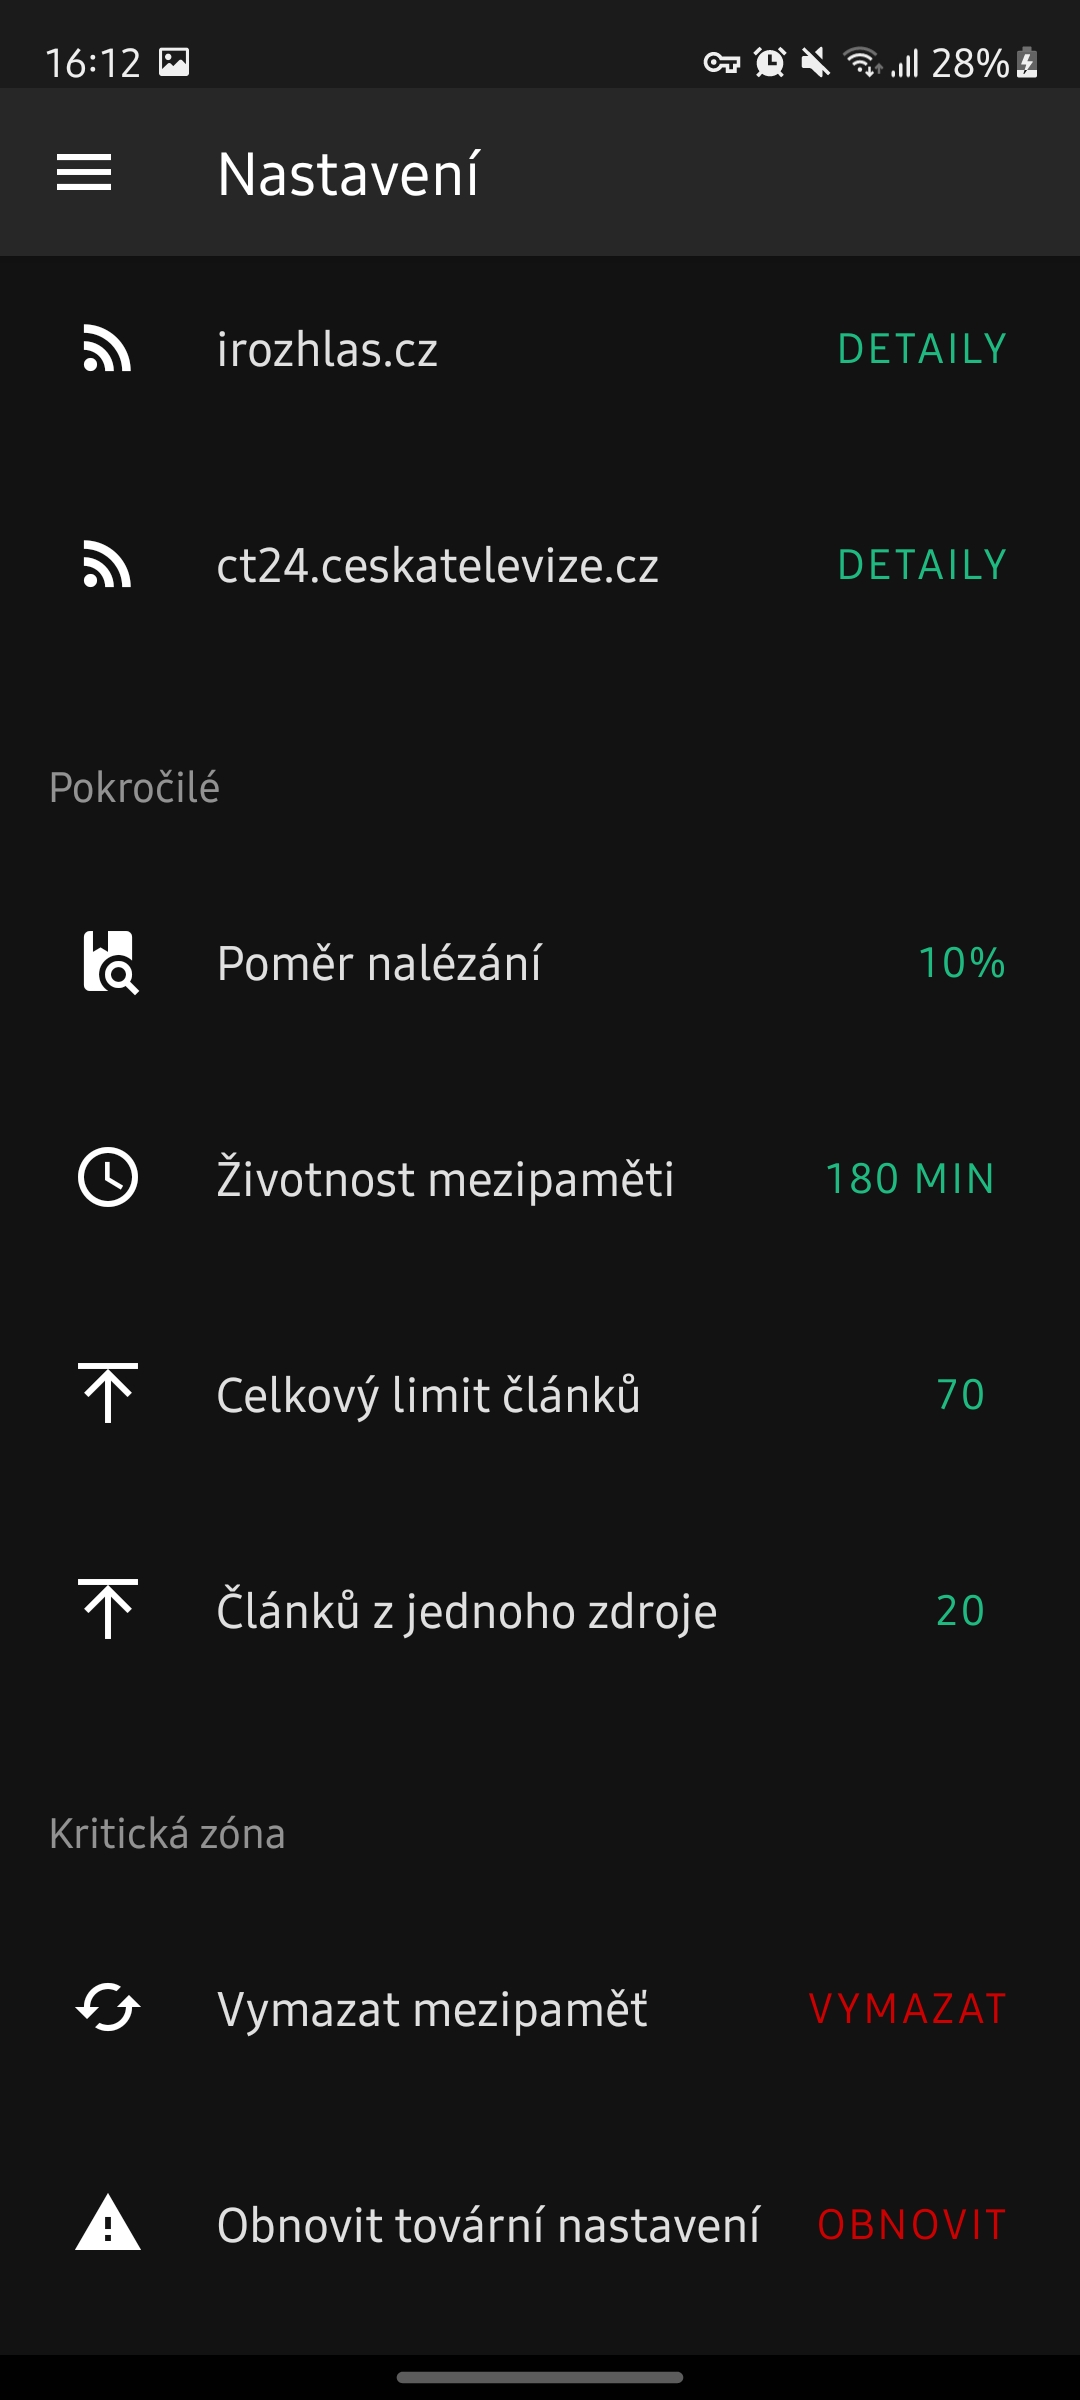 16:12 28%
Nastavení
irozhlas.cz DETAILY
ct24.ceskatelevize.cz DETAILY
Pokročilé
Poměr nalézání 10%
Životnost mezipaměti 180 MIN
Celkový limit článků 70
Článků z jednoho zdroje 20
Kritická zóna
Vymazat mezipaměť VYMAZAT
Obnovit tovární nastavení OBNOVIT